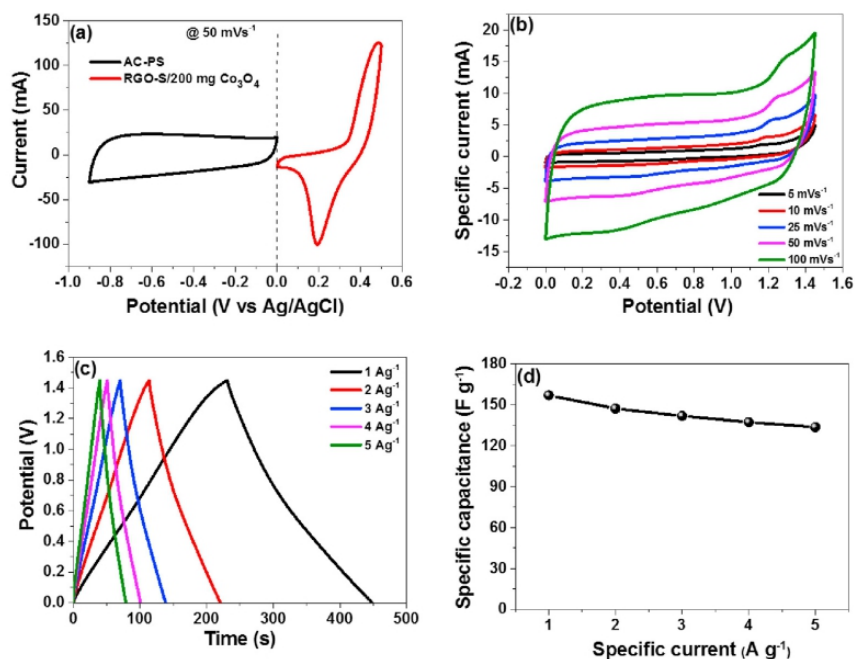 (a)
@ 50 mVs⁻¹
AC-PS
RGO-S/200 mg Co₃O₄
150
100
50
0
-50
-100
Current (mA)
-1.0 -0.8 -0.6 -0.4 -0.2 0.0 0.2 0.4 0.6
Potential (V vs Ag/AgCl)
(b)
20
15
10
5
0
-5
-10
-15
Specific current (mA)
5 mVs⁻¹
10 mVs⁻¹
25 mVs⁻¹
50 mVs⁻¹
100 mVs⁻¹
0.0 0.2 0.4 0.6 0.8 1.0 1.2 1.4 1.6
Potential (V)
(c)
1.6
1.4
1.2
1.0
0.8
0.6
0.4
0.2
0.0
Potential (V)
1 Ag⁻¹
2 Ag⁻¹
3 Ag⁻¹
4 Ag⁻¹
5 Ag⁻¹
0 100 200 300 400 500
Time (s)
(d)
180
150
120
90
60
30
0
Specific capacitance (F g⁻¹)
1 2 3 4 5
Specific current (A g⁻¹)